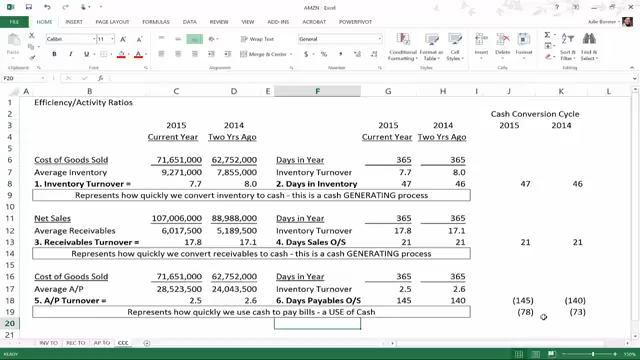 AMZN - Excel
FILE HOME INSERT PAGE LAYOUT FORMULAS DATA REVIEW VIEW ADD-INS ACROBAT POWERPIVOT
Calibri 11 Wrap Text General
Paste B I U Merge & Center $ % Conditional Formatting Format as Table Cell Styles Insert Delete Format Sort & Filter Find & Select
Clipboard Font Alignment Number Styles Cells Editing
F20
A B C D E F G H I J K L
1 Efficiency/Activity Ratios
2 Cash Conversion Cycle
3 2015 2014 2015 2014 2015 2014
4 Current Year Two Yrs Ago Current Year Two Yrs Ago
5
6 Cost of Goods Sold 71,651,000 62,752,000 Days in Year 365 365
7 Average Inventory 9,271,000 7,855,000 Inventory Turnover 7.7 8.0
8 1. Inventory Turnover = 7.7 8.0 2. Days in Inventory 47 46 47 46
9 Represents how quickly we convert inventory to cash - this is a cash GENERATING process
10
11 Net Sales 107,006,000 88,988,000 Days in Year 365 365
12 Average Receivables 6,017,500 5,189,500 Inventory Turnover 17.8 17.1
13 3. Receivables Turnover = 17.8 17.1 4. Days Sales O/S 21 21 21 21
14 Represents how quickly we convert receivables to cash - this is a cash GENERATING process
15
16 Cost of Goods Sold 71,651,000 62,752,000 Days in Year 365 365
17 Average A/P 28,523,500 24,043,500 Inventory Turnover 2.5 2.6
18 5. A/P Turnover = 2.5 2.6 6. Days Payables O/S 145 140 (145) (140)
19 Represents how quickly we use cash to pay bills - a USE of Cash (78) (73)
20
21
INV TO REC TO AP TO CCC
READY